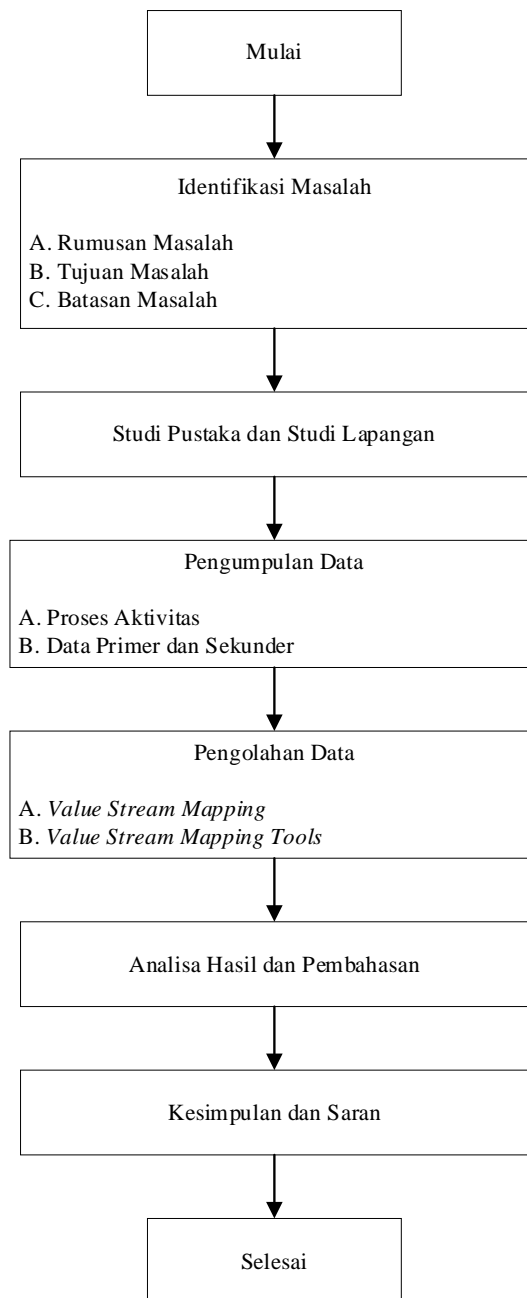 Mulai
Identifikasi Masalah
A. Rumusan Masalah
B. Tujuan Masalah
C. Batasan Masalah
Studi Pustaka dan Studi Lapangan
Pengumpulan Data
A. Proses Aktivitas
B. Data Primer dan Sekunder
Pengolahan Data
A. Value Stream Mapping
B. Value Stream Mapping Tools
Analisa Hasil dan Pembahasan
Kesimpulan dan Saran
Selesai